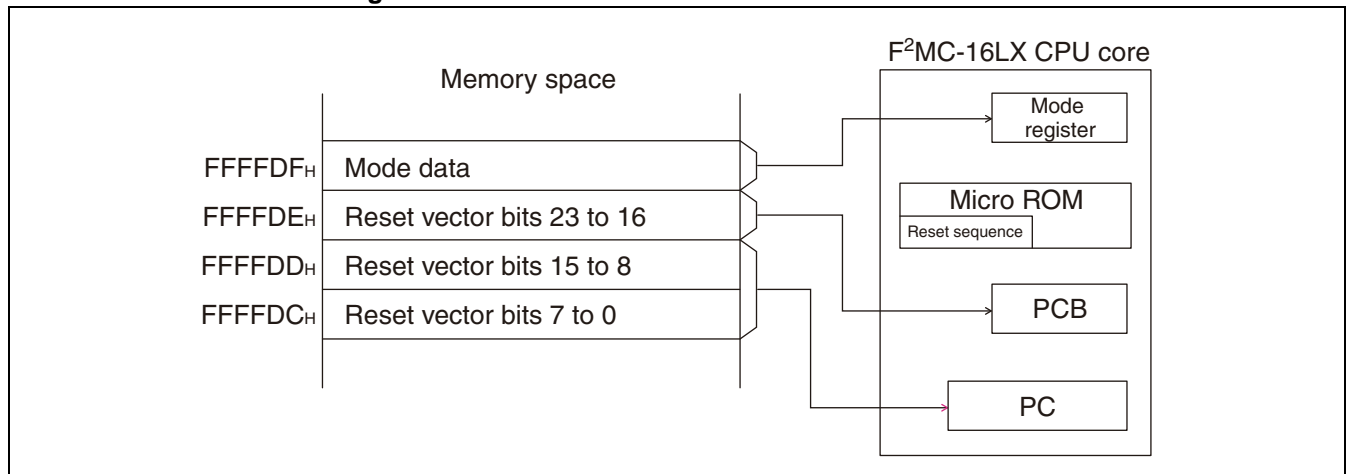 F²MC-16LX CPU core
Memory space
Mode
register
FFFFDFH Mode data
Micro ROM
FFFFDEH Reset vector bits 23 to 16
Reset sequence
FFFFDDH Reset vector bits 15 to 8
FFFFDCH Reset vector bits 7 to 0
PCB
PC